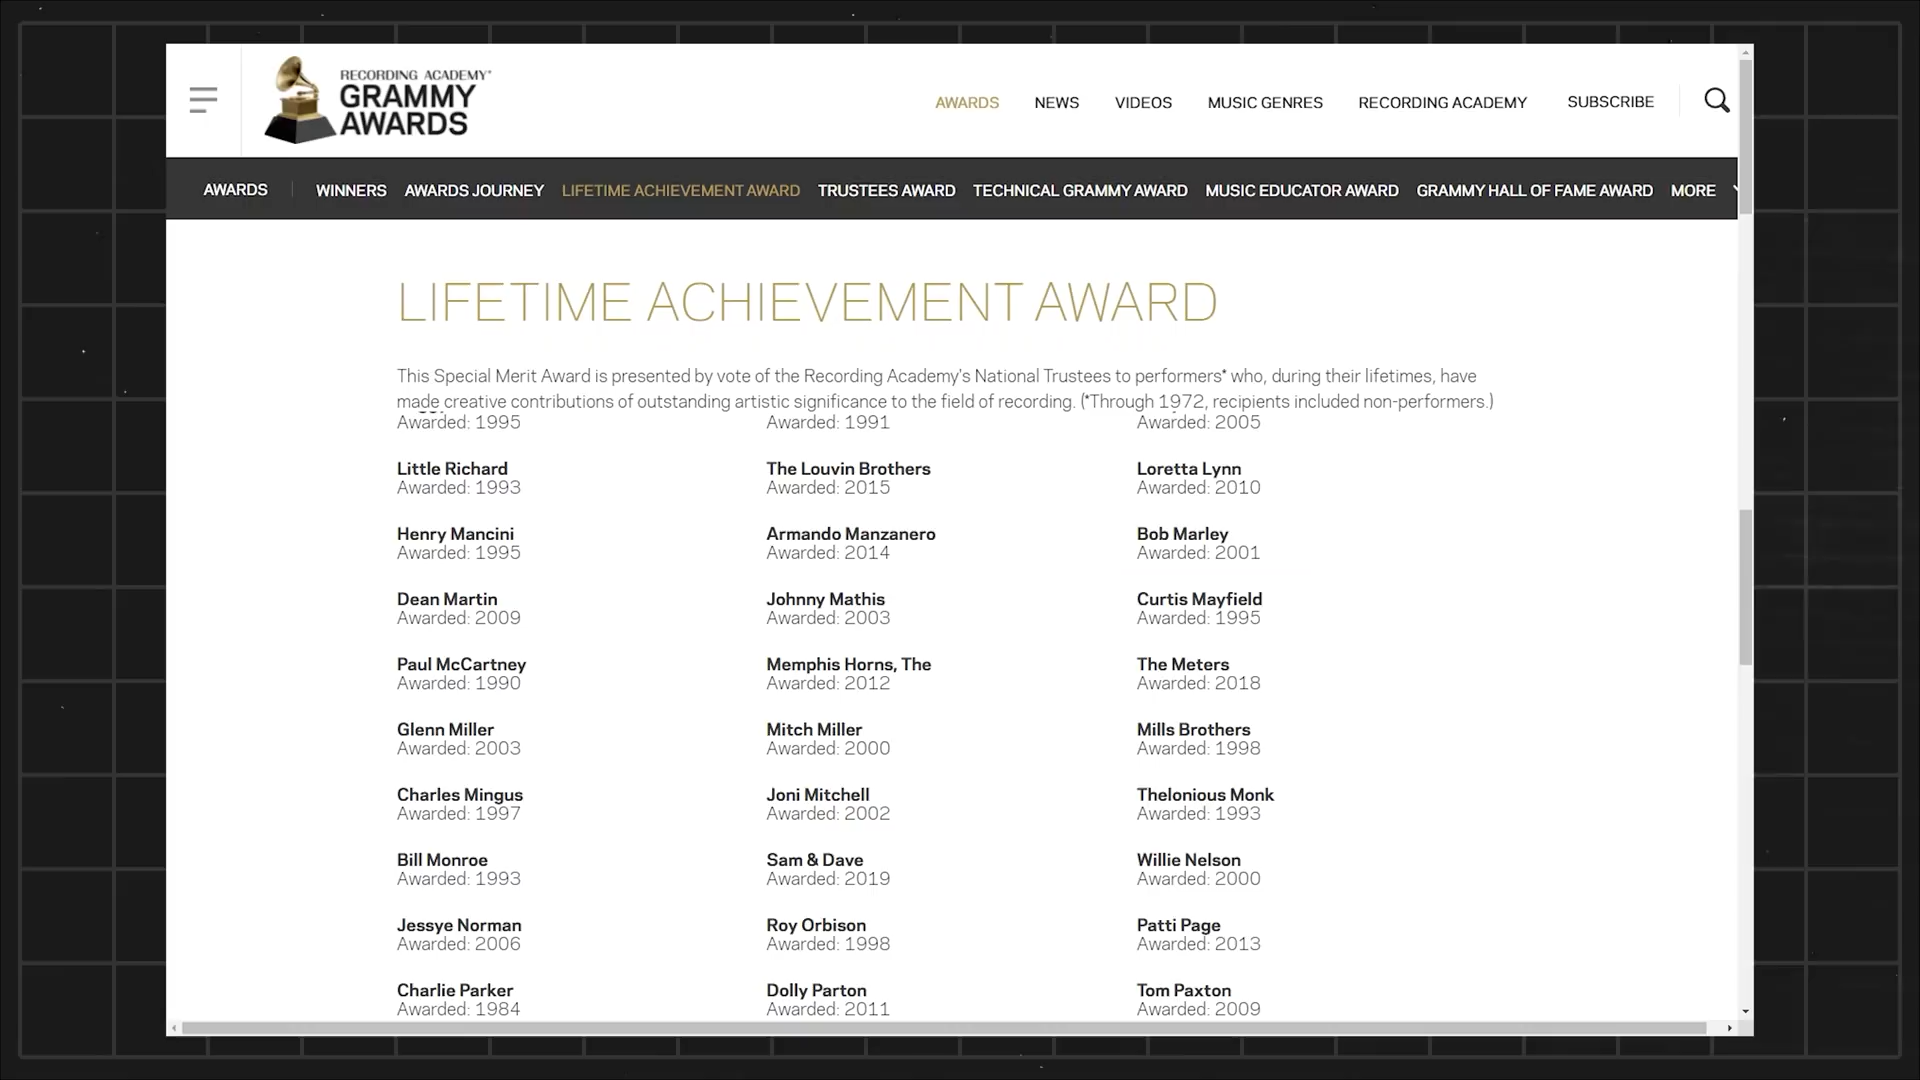 RECORDING ACADEMY®
GRAMMY
AWARDS
AWARDS NEWS VIDEOS MUSIC GENRES RECORDING ACADEMY SUBSCRIBE
AWARDS WINNERS AWARDS JOURNEY LIFETIME ACHIEVEMENT AWARD TRUSTEES AWARD TECHNICAL GRAMMY AWARD MUSIC EDUCATOR AWARD GRAMMY HALL OF FAME AWARD MORE
LIFETIME ACHIEVEMENT AWARD
This Special Merit Award is presented by vote of the Recording Academy's National Trustees to performers* who, during their lifetimes, have
made creative contributions of outstanding artistic significance to the field of recording. (*Through 1972, recipients included non-performers.)
Awarded: 1995 Awarded: 1991 Awarded: 2005
Little Richard The Louvin Brothers Loretta Lynn
Awarded: 1993 Awarded: 2015 Awarded: 2010
Henry Mancini Armando Manzanero Bob Marley
Awarded: 1995 Awarded: 2014 Awarded: 2001
Dean Martin Johnny Mathis Curtis Mayfield
Awarded: 2009 Awarded: 2003 Awarded: 1995
Paul McCartney Memphis Horns, The The Meters
Awarded: 1990 Awarded: 2012 Awarded: 2018
Glenn Miller Mitch Miller Mills Brothers
Awarded: 2003 Awarded: 2000 Awarded: 1998
Charles Mingus Joni Mitchell Thelonious Monk
Awarded: 1997 Awarded: 2002 Awarded: 1993
Bill Monroe Sam & Dave Willie Nelson
Awarded: 1993 Awarded: 2019 Awarded: 2000
Jessye Norman Roy Orbison Patti Page
Awarded: 2006 Awarded: 1998 Awarded: 2013
Charlie Parker Dolly Parton Tom Paxton
Awarded: 1984 Awarded: 2011 Awarded: 2009